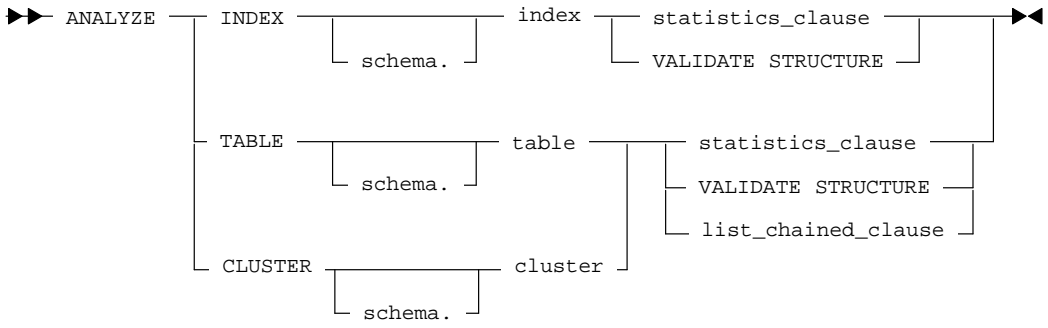 ANALYZE INDEX index statistics_clause
schema. VALIDATE STRUCTURE
TABLE table statistics_clause
schema. VALIDATE STRUCTURE
list_chained_clause
CLUSTER cluster
schema.